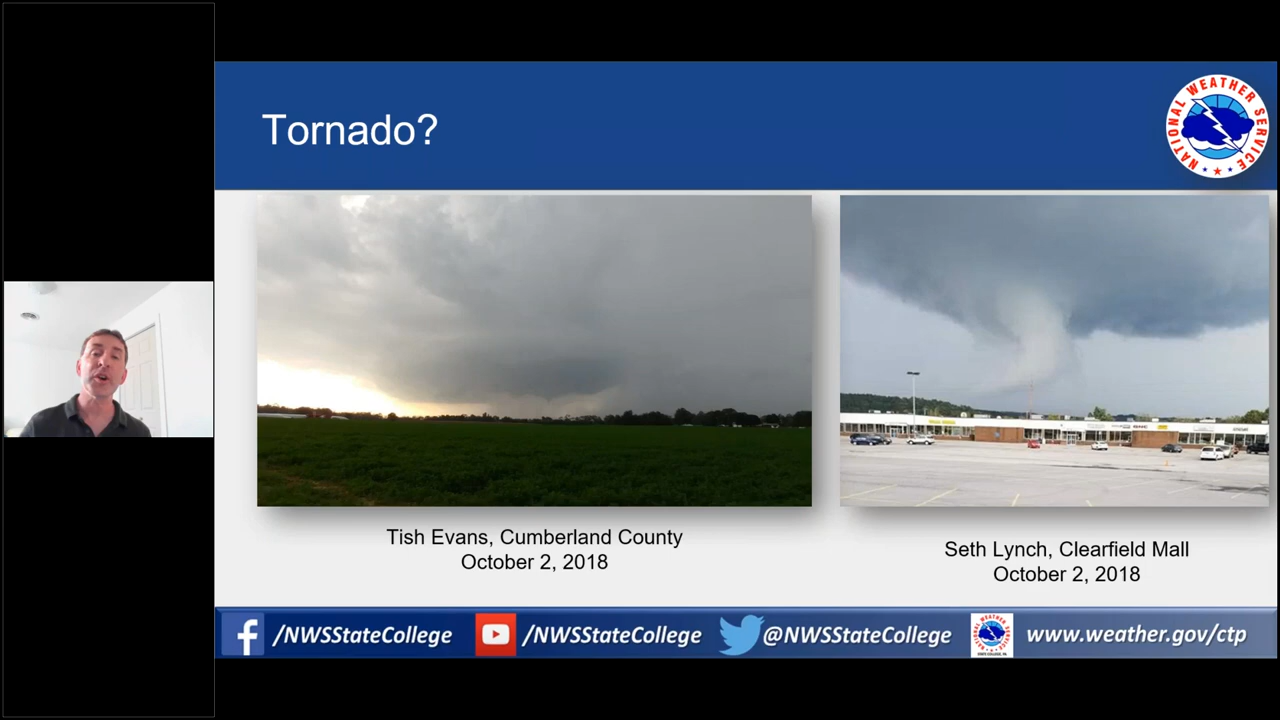 Tornado?
NATIONAL WEATHER SERVICE
Tish Evans, Cumberland County
October 2, 2018
Seth Lynch, Clearfield Mall
October 2, 2018
/NWSStateCollege
/NWSStateCollege
@NWSStateCollege
www.weather.gov/ctp